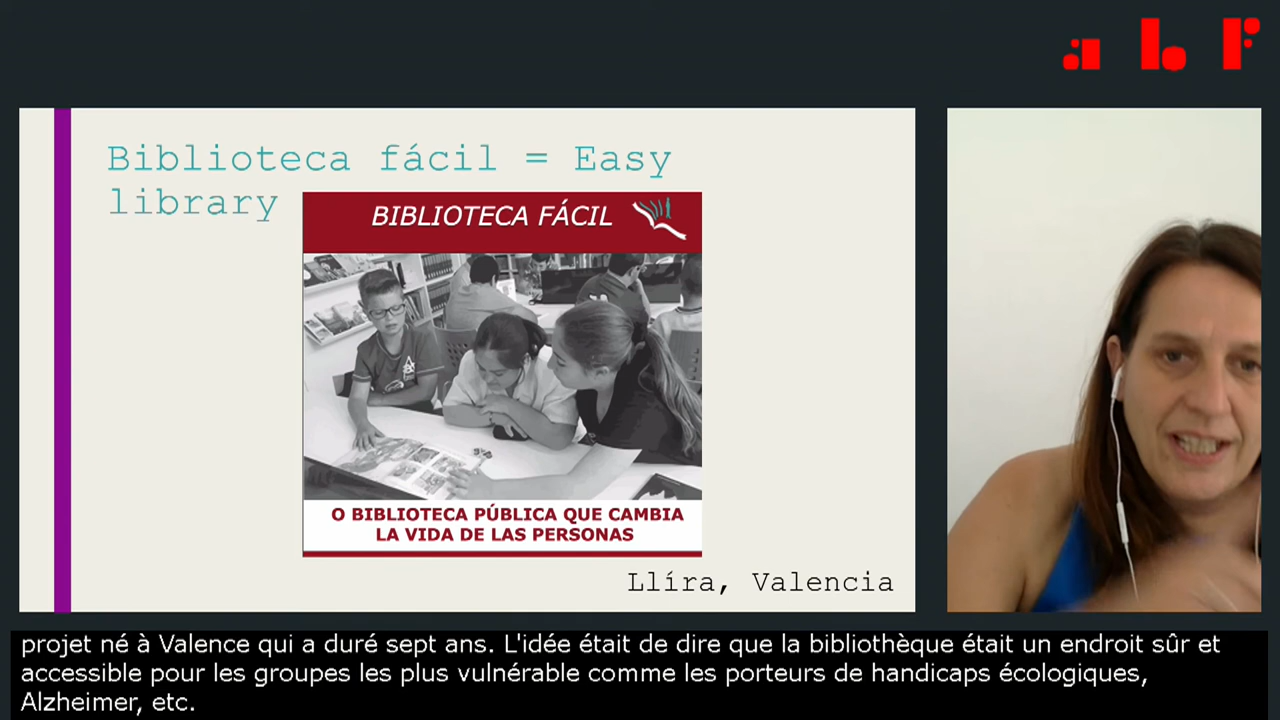 abf
Biblioteca fácil = Easy
library
BIBLIOTECA FÁCIL
O BIBLIOTECA PÚBLICA QUE CAMBIA
LA VIDA DE LAS PERSONAS
Llíra, Valencia
projet né à Valence qui a duré sept ans. L'idée était de dire que la bibliothèque était un endroit sûr et
accessible pour les groupes les plus vulnérable comme les porteurs de handicaps écologiques,
Alzheimer, etc.